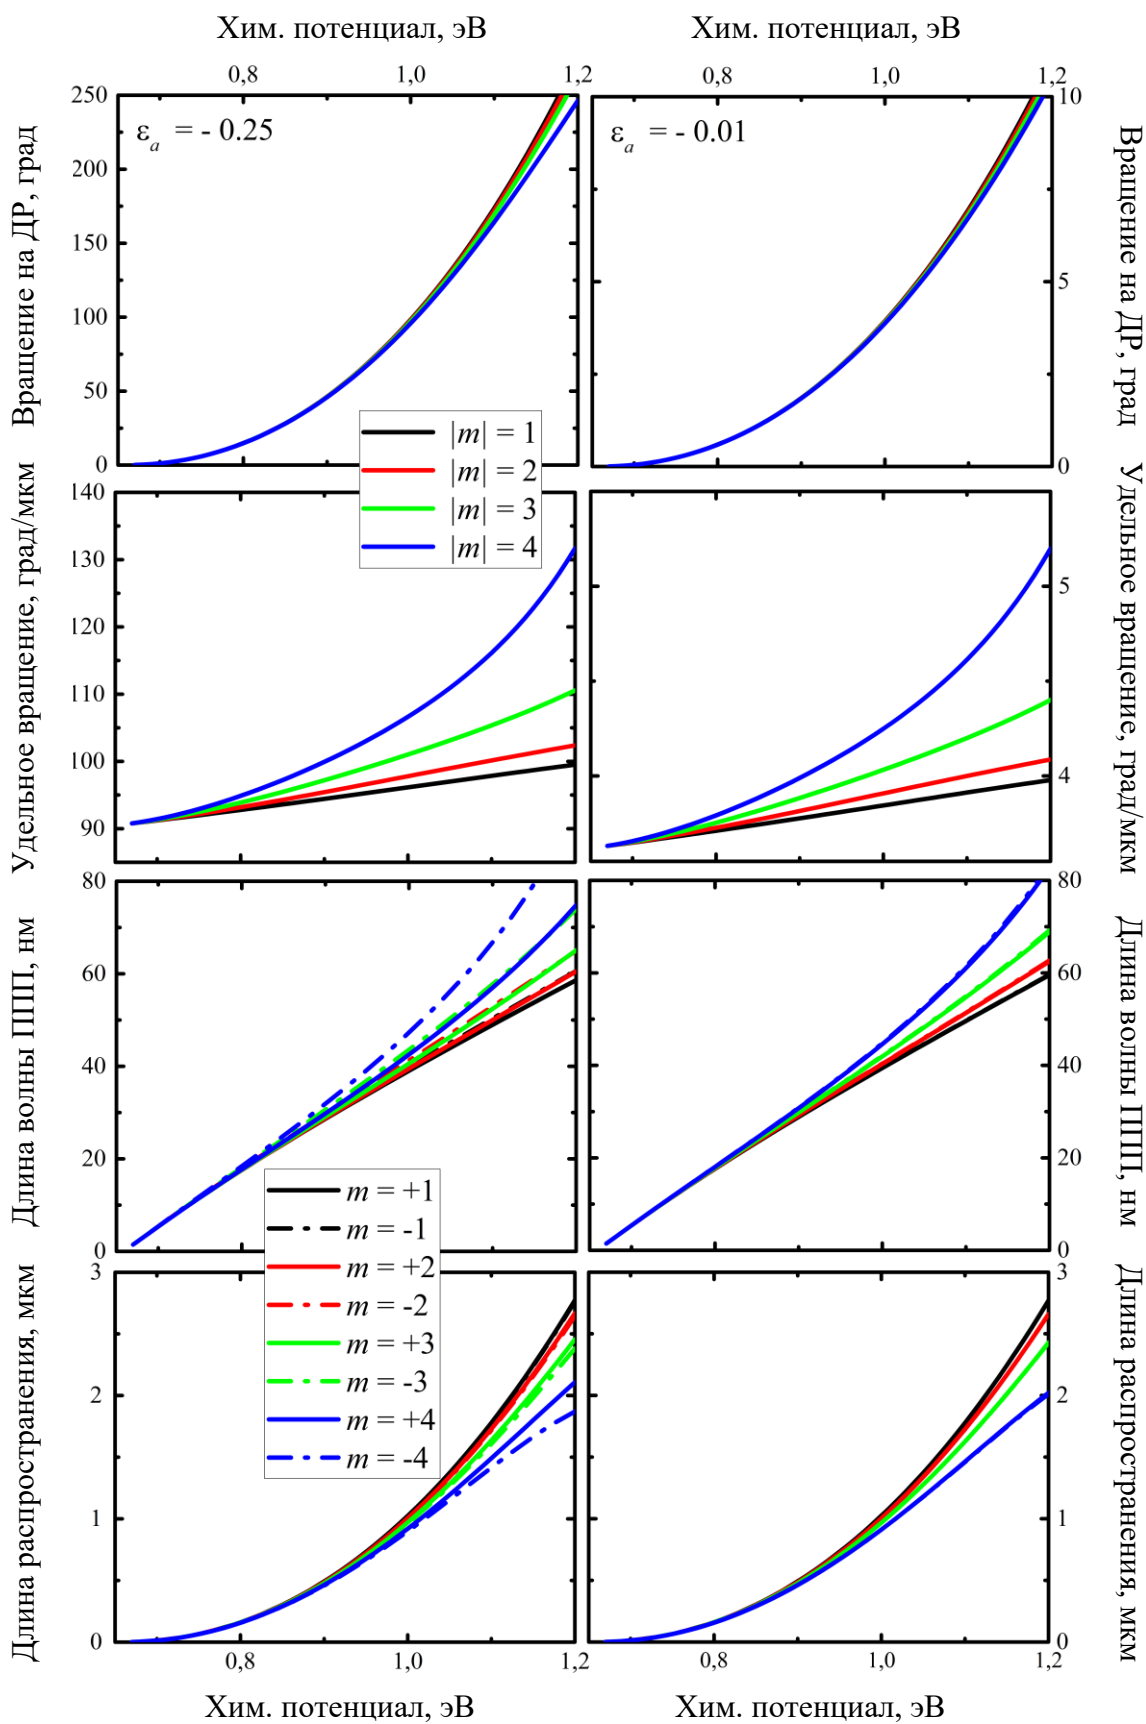 Хим. потенциал, эВ
Хим. потенциал, эВ
0,8 1,0 1,2
0,8 1,0 1,2
Вращение на ДР, град
250
200
150
100
50
0
εa = - 0.25
εa = - 0.01
10
5
0
Вращение на ДР, град
|m| = 1
|m| = 2
|m| = 3
|m| = 4
Удельное вращение, град/мкм
140
130
120
110
100
90
5
4
Удельное вращение, град/мкм
Длина волны ППП, нм
80
60
40
20
0
80
60
40
20
0
Длина волны ППП, нм
m = +1
m = -1
m = +2
m = -2
m = +3
m = -3
m = +4
m = -4
Длина распространения, мкм
3
2
1
0
3
2
1
0
Длина распространения, мкм
0,8 1,0 1,2
0,8 1,0 1,2
Хим. потенциал, эВ
Хим. потенциал, эВ